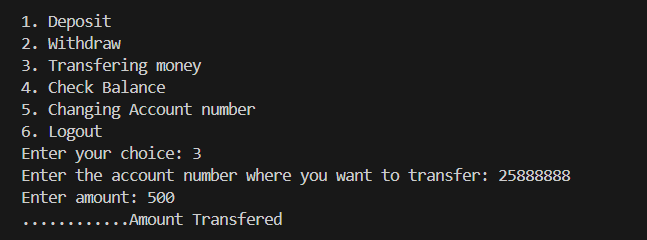 1. Deposit
2. Withdraw
3. Transfering money
4. Check Balance
5. Changing Account number
6. Logout
Enter your choice: 3
Enter the account number where you want to transfer: 25888888
Enter amount: 500
............Amount Transfered